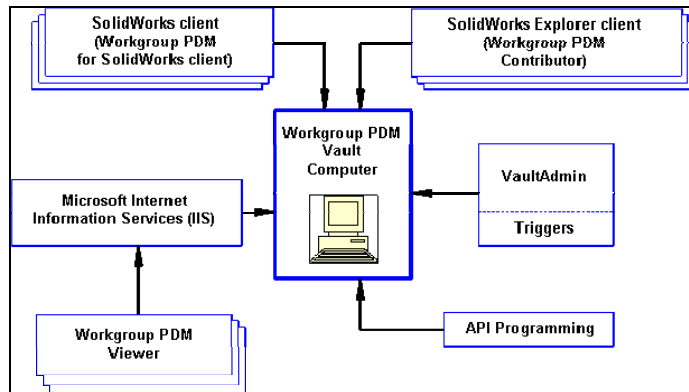 SolidWorks client
(Workgroup PDM
for SolidWorks client)
SolidWorks Explorer client
(Workgroup PDM
Contributor)
Workgroup PDM
Vault
Computer
Microsoft Internet
Information Services (IIS)
VaultAdmin
Triggers
Workgroup PDM
Viewer
API Programming